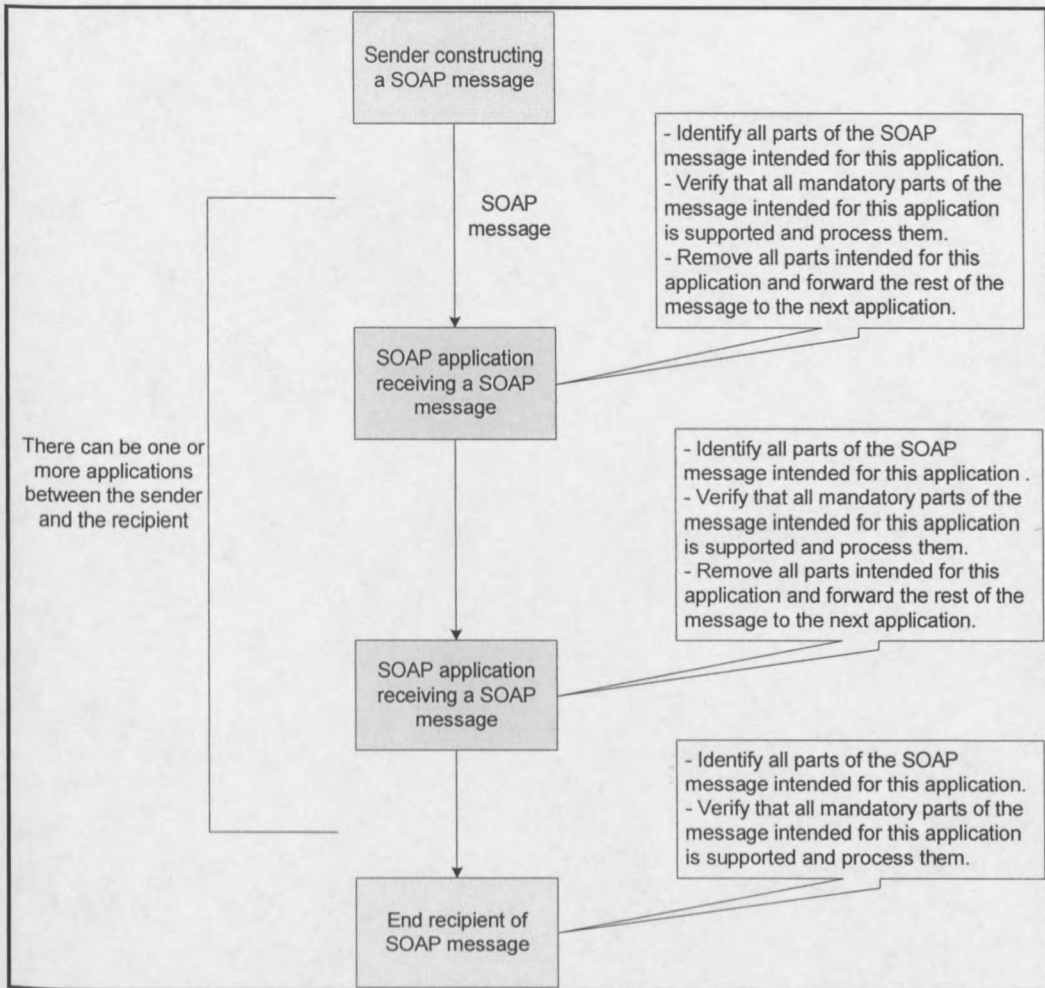 Sender constructing
a SOAP message
- Identify all parts of the SOAP
message intended for this application.
- Verify that all mandatory parts of the
message intended for this application
is supported and process them.
- Remove all parts intended for this
application and forward the rest of the
message to the next application.
SOAP
message
SOAP application
receiving a SOAP
message
There can be one or
more applications
between the sender
and the recipient
- Identify all parts of the SOAP
message intended for this application .
- Verify that all mandatory parts of the
message intended for this application
is supported and process them.
- Remove all parts intended for this
application and forward the rest of the
message to the next application.
SOAP application
receiving a SOAP
message
- Identify all parts of the SOAP
message intended for this application.
- Verify that all mandatory parts of the
message intended for this application
is supported and process them.
End recipient of
SOAP message